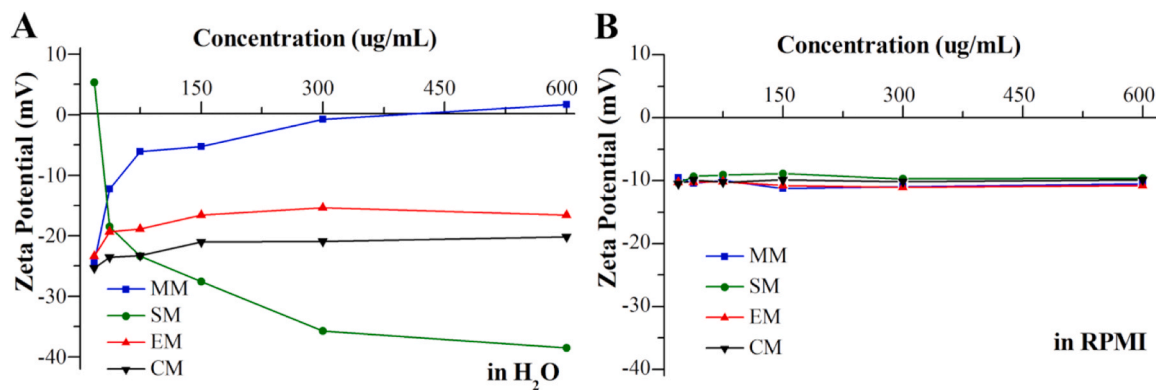 A
Concentration (ug/mL)
Zeta Potential (mV)
10
0
-10
-20
-30
-40
150
300
450
600
MM
SM
EM
CM
in H₂O
B
Concentration (ug/mL)
Zeta Potential (mV)
10
0
-10
-20
-30
-40
150
300
450
600
MM
SM
EM
CM
in RPMI